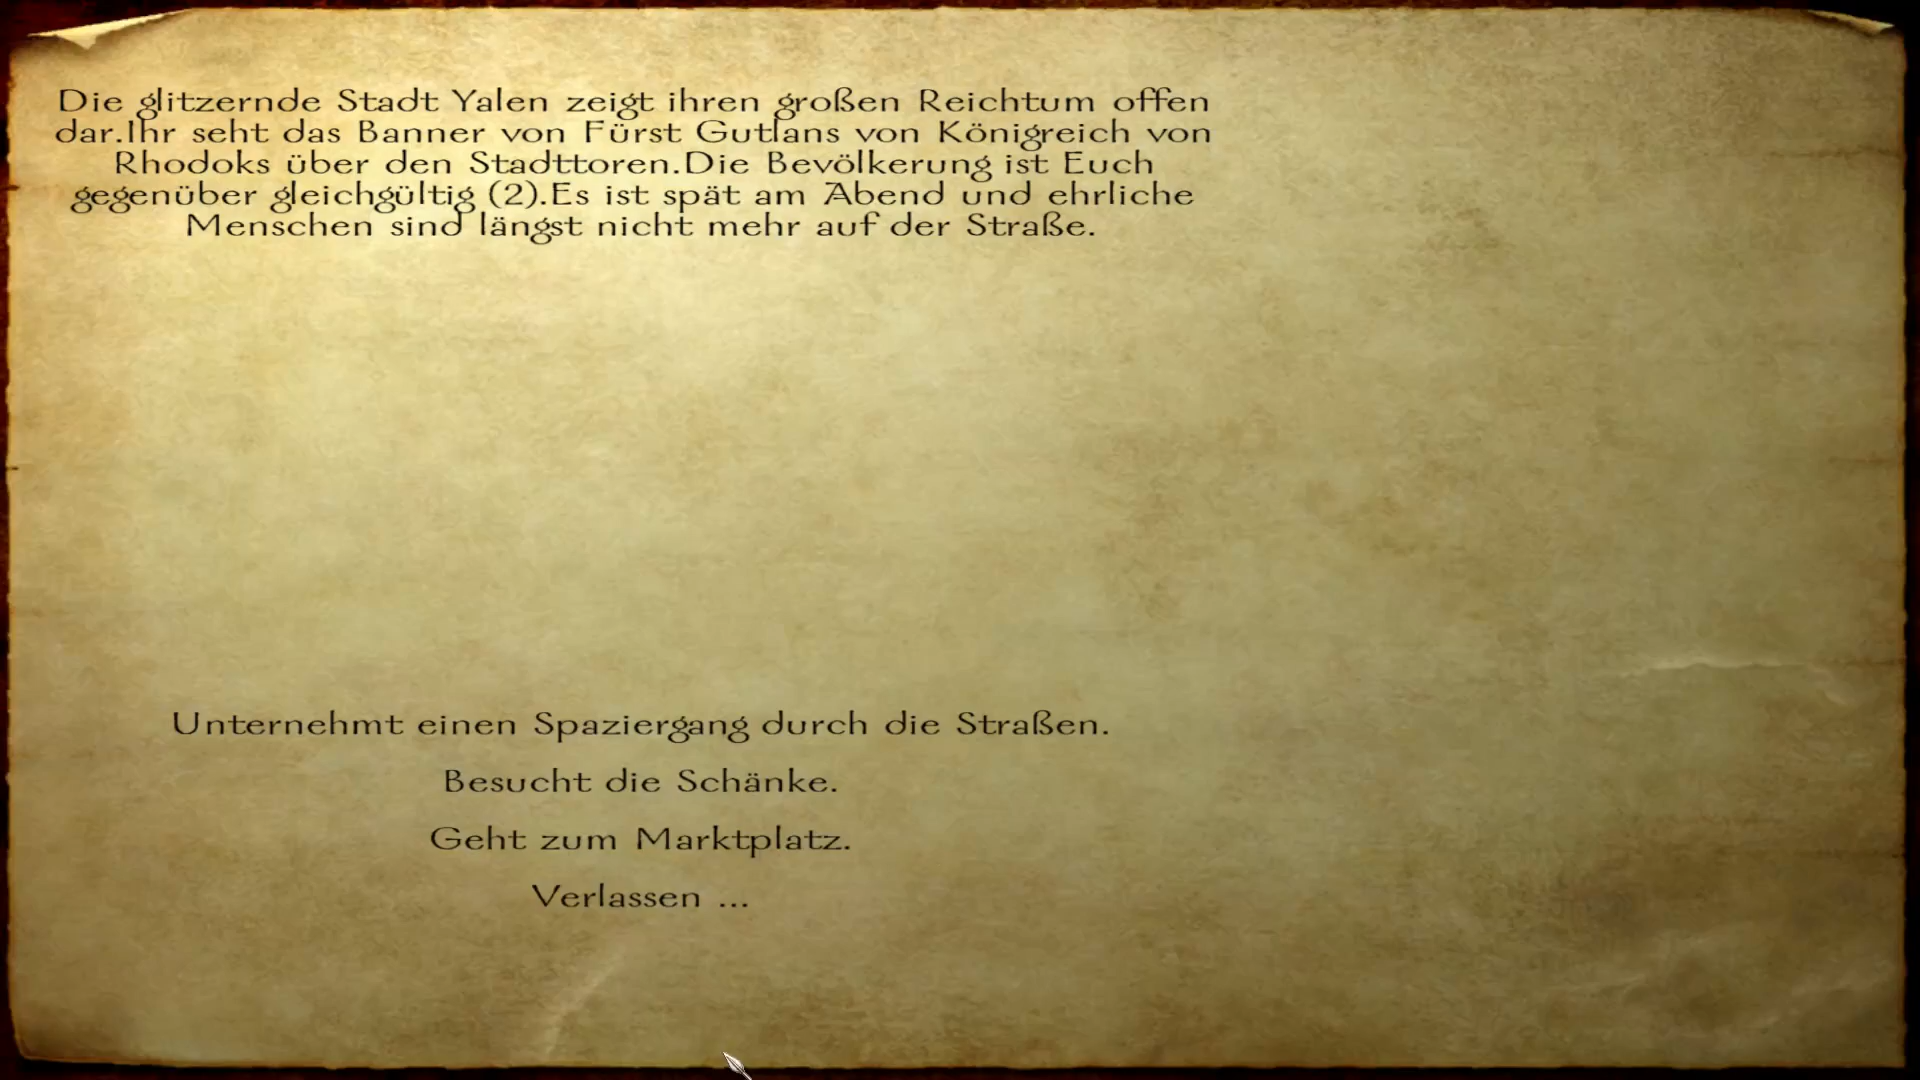 Die glitzernde Stadt Yalen zeigt ihren großen Reichtum offen
dar.Ihr seht das Banner von Fürst Gutlans von Königreich von
Rhodoks über den Stadttoren.Die Bevölkerung ist Euch
gegenüber gleichgültig (2).Es ist spät am Abend und ehrliche
Menschen sind längst nicht mehr auf der Straße.
Unternehmt einen Spaziergang durch die Straßen.
Besucht die Schänke.
Geht zum Marktplatz.
Verlassen ...